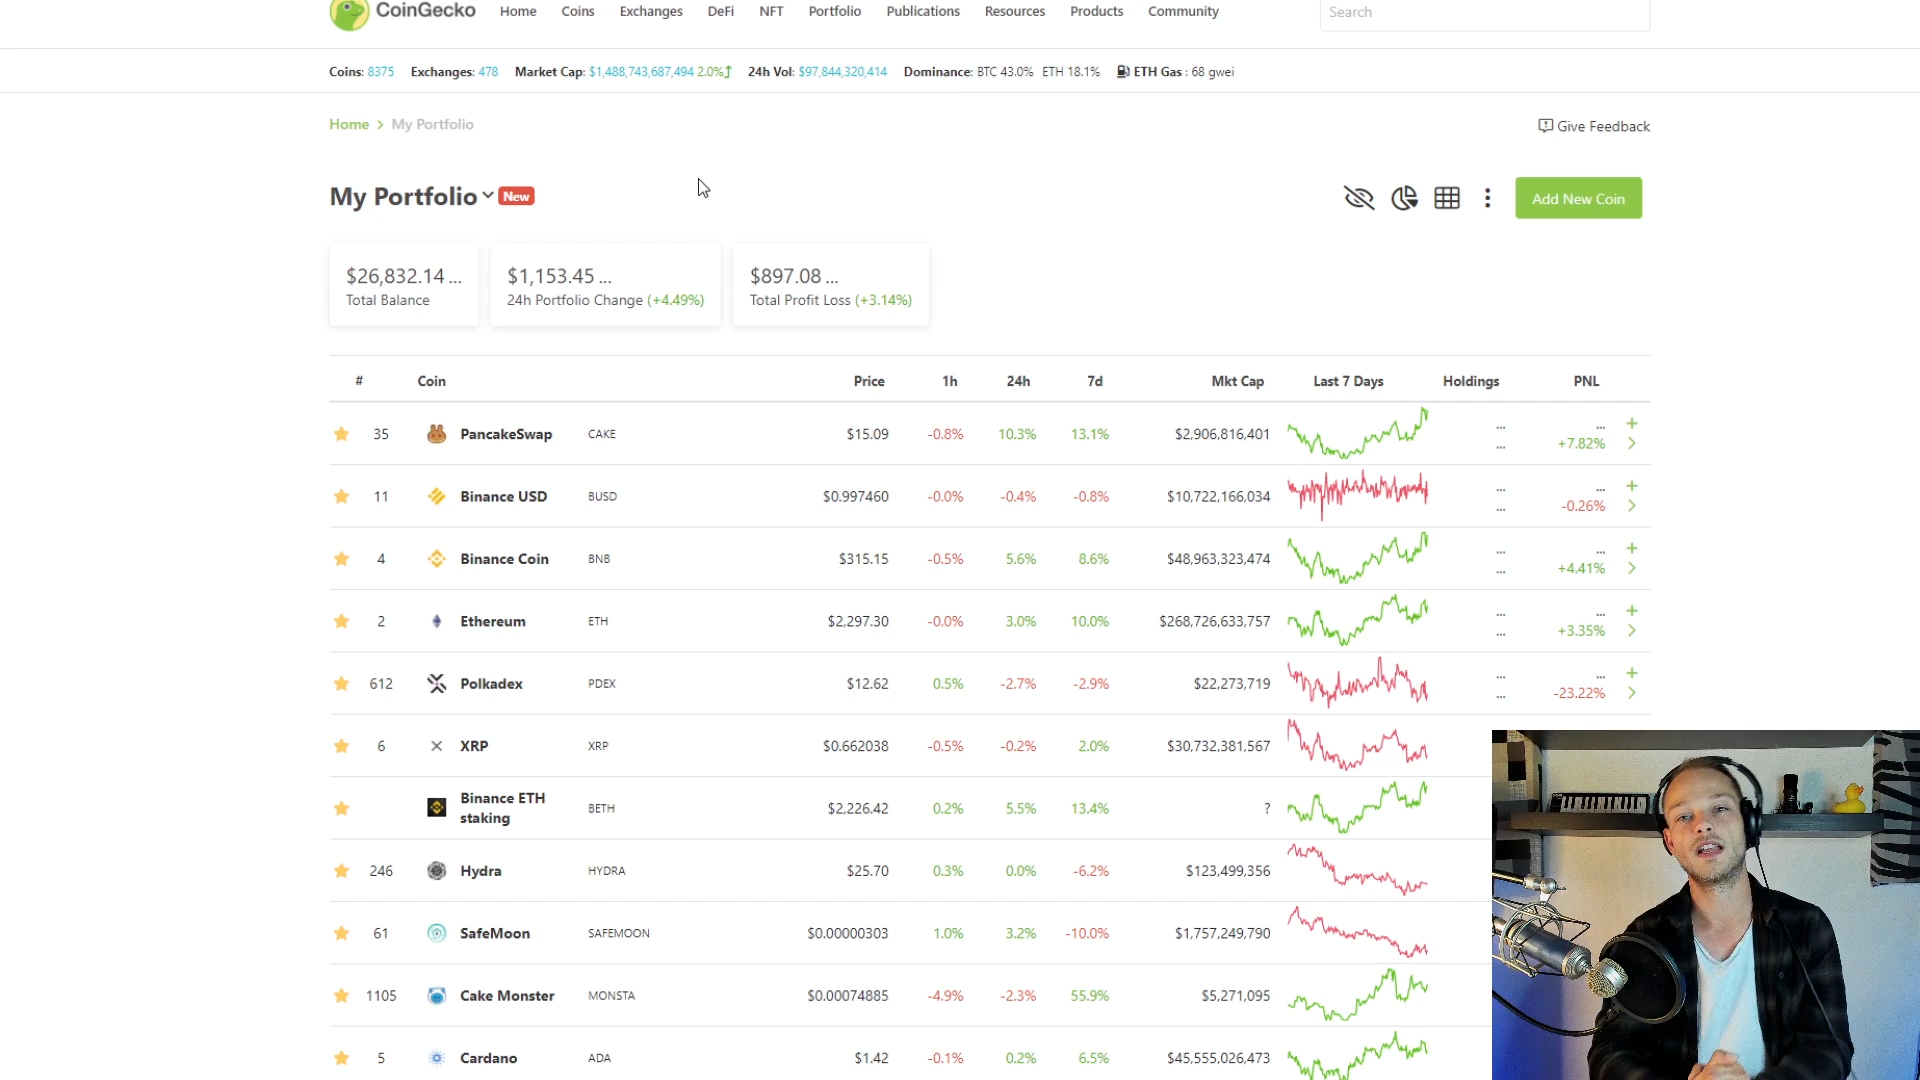 CoinGecko Home Coins Exchanges DeFi NFT Portfolio Publications Resources Products Community Search
Coins: 8375 Exchanges: 478 Market Cap: $1,488,743,687,494 2.0% 24h Vol: $97,844,320,414 Dominance: BTC 43.0% ETH 18.1% ETH Gas : 68 gwei
Home > My Portfolio Give Feedback
My Portfolio New Add New Coin
$26,832.14 ... $1,153.45 ... $897.08 ...
Total Balance 24h Portfolio Change (+4.49%) Total Profit Loss (+3.14%)
# Coin Price 1h 24h 7d Mkt Cap Last 7 Days Holdings PNL
35 PancakeSwap CAKE $15.09 -0.8% 10.3% 13.1% $2,906,816,401 ... ... +
... +7.82%
11 Binance USD BUSD $0.997460 -0.0% -0.4% -0.8% $10,722,166,034 ... ... +
... -0.26%
4 Binance Coin BNB $315.15 -0.5% 5.6% 8.6% $48,963,323,474 ... ... +
... +4.41%
2 Ethereum ETH $2,297.30 -0.0% 3.0% 10.0% $268,726,633,757 ... ... +
... +3.35%
612 Polkadex PDEX $12.62 0.5% -2.7% -2.9% $22,273,719 ... ... +
... -23.22%
6 XRP XRP $0.662038 -0.5% -0.2% 2.0% $30,732,381,567
Binance ETH
staking BETH $2,226.42 0.2% 5.5% 13.4% ?
246 Hydra HYDRA $25.70 0.3% 0.0% -6.2% $123,499,356
61 SafeMoon SAFEMOON $0.00000303 1.0% 3.2% -10.0% $1,757,249,790
1105 Cake Monster MONSTA $0.00074885 -4.9% -2.3% 55.9% $5,271,095
5 Cardano ADA $1.42 -0.1% 0.2% 6.5% $45,555,026,473